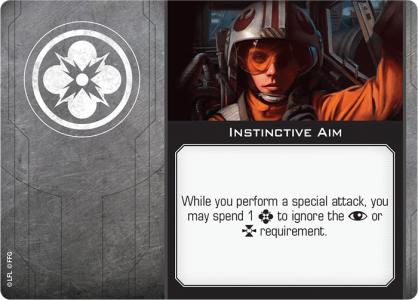 Instinctive Aim
While you perform a special attack, you
may spend 1 to ignore the or
requirement.
© LFL © FFG